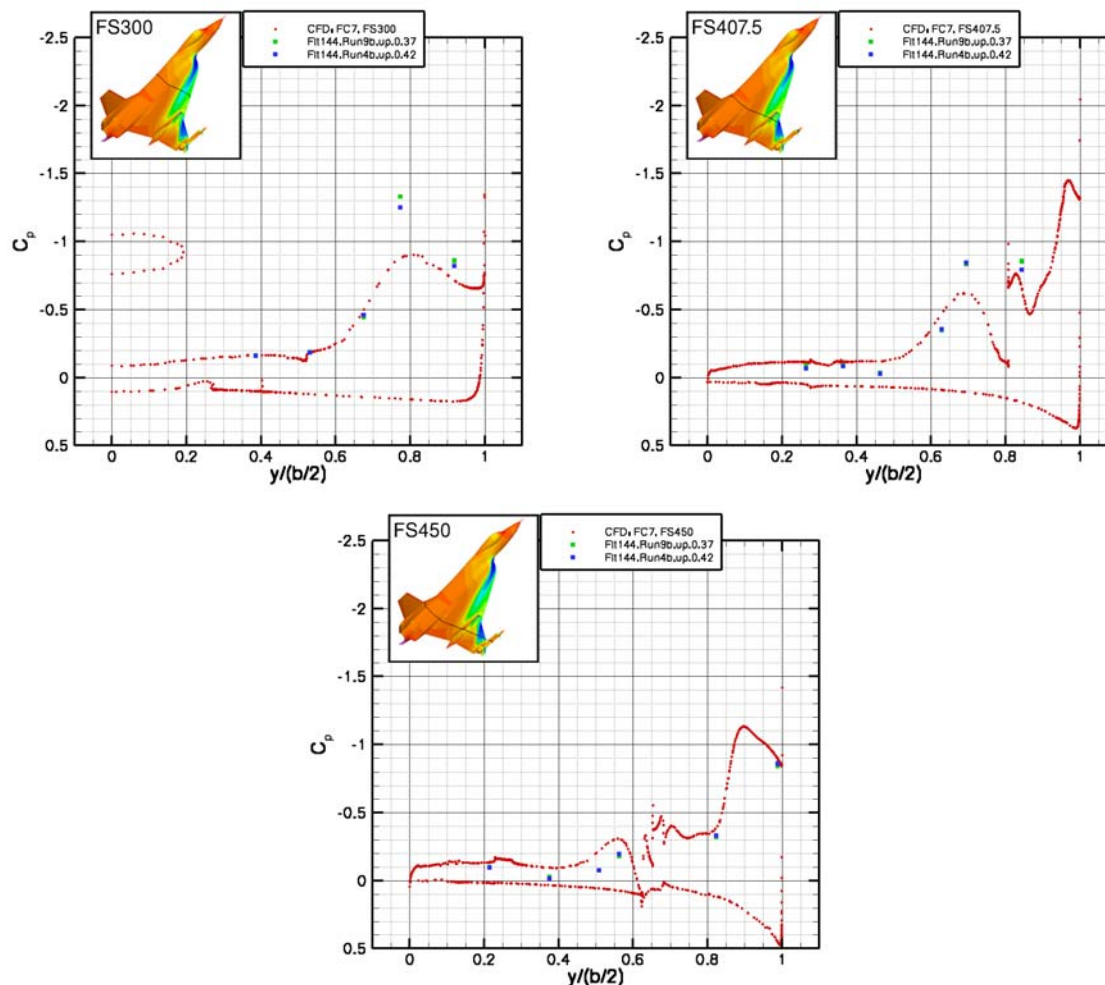 FS300
CFD: FC7, FS300
Flt144.Run9b.up.0.37
Flt144.Run4b.up.0.42
-2.5
-2
-1.5
-1
-0.5
0
0.5
Cp
0
0.2
0.4
0.6
0.8
1
y/(b/2)
FS407.5
CFD: FC7, FS407.5
Flt144.Run9b.up.0.37
Flt144.Run4b.up.0.42
-2.5
-2
-1.5
-1
-0.5
0
0.5
Cp
0
0.2
0.4
0.6
0.8
1
y/(b/2)
FS450
CFD: FC7, FS450
Flt144.Run9b.up.0.37
Flt144.Run4b.up.0.42
-2.5
-2
-1.5
-1
-0.5
0
0.5
Cp
0
0.2
0.4
0.6
0.8
1
y/(b/2)